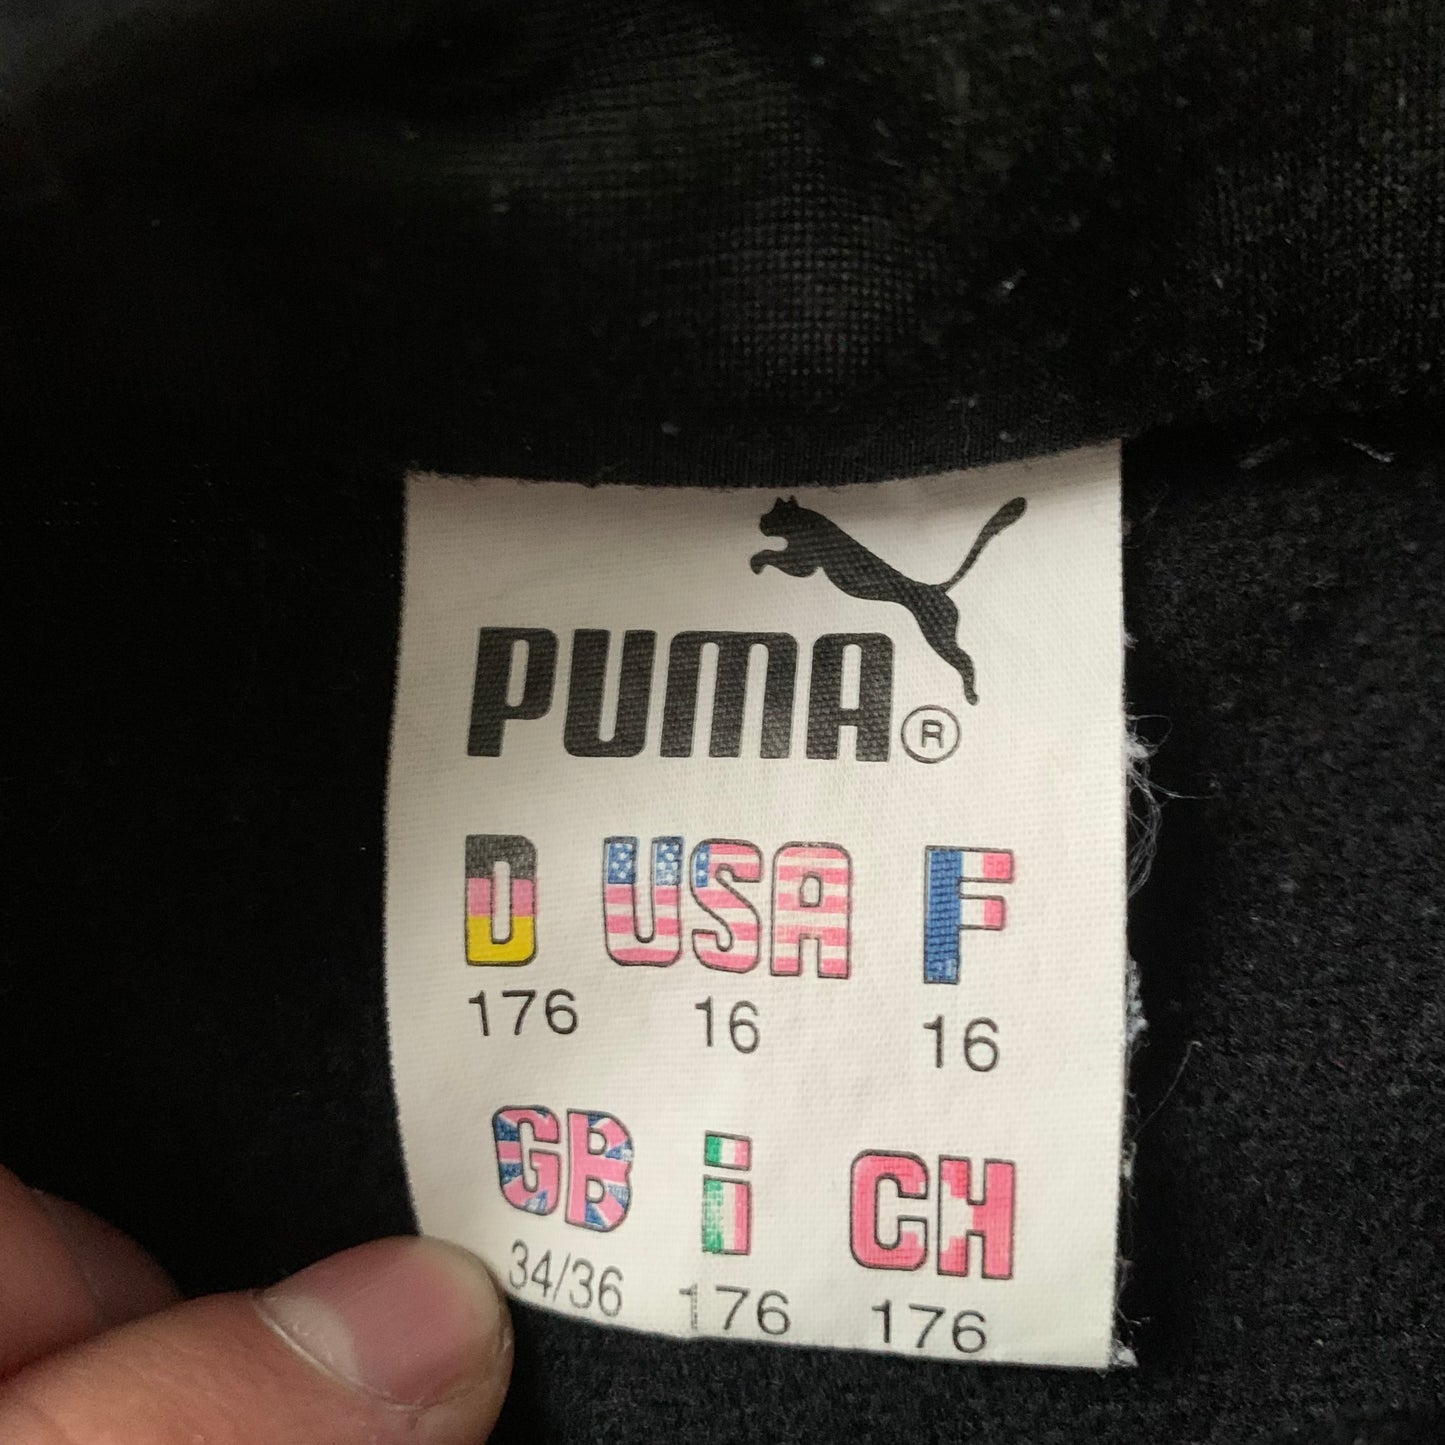 PUMA®
D USA F
176 16 16
GB i CH
34/36 176 176